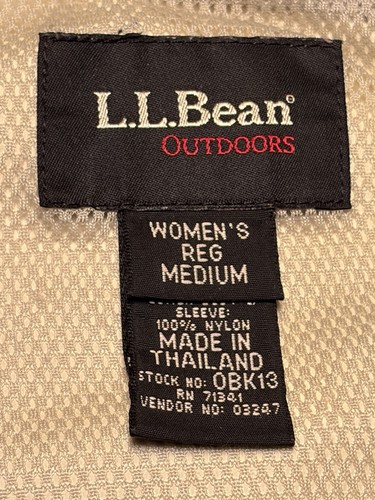 L.L.Bean®
OUTDOORS
WOMEN'S
REG
MEDIUM
SLEEVE:
100% NYLON
MADE IN
THAILAND
STOCK NO: 0BK13
RN 71341
VENDOR NO: 03247